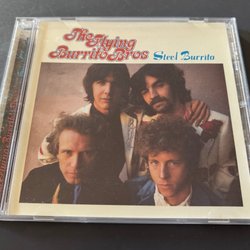 The Flying
Burrito Bros
Steel Burrito